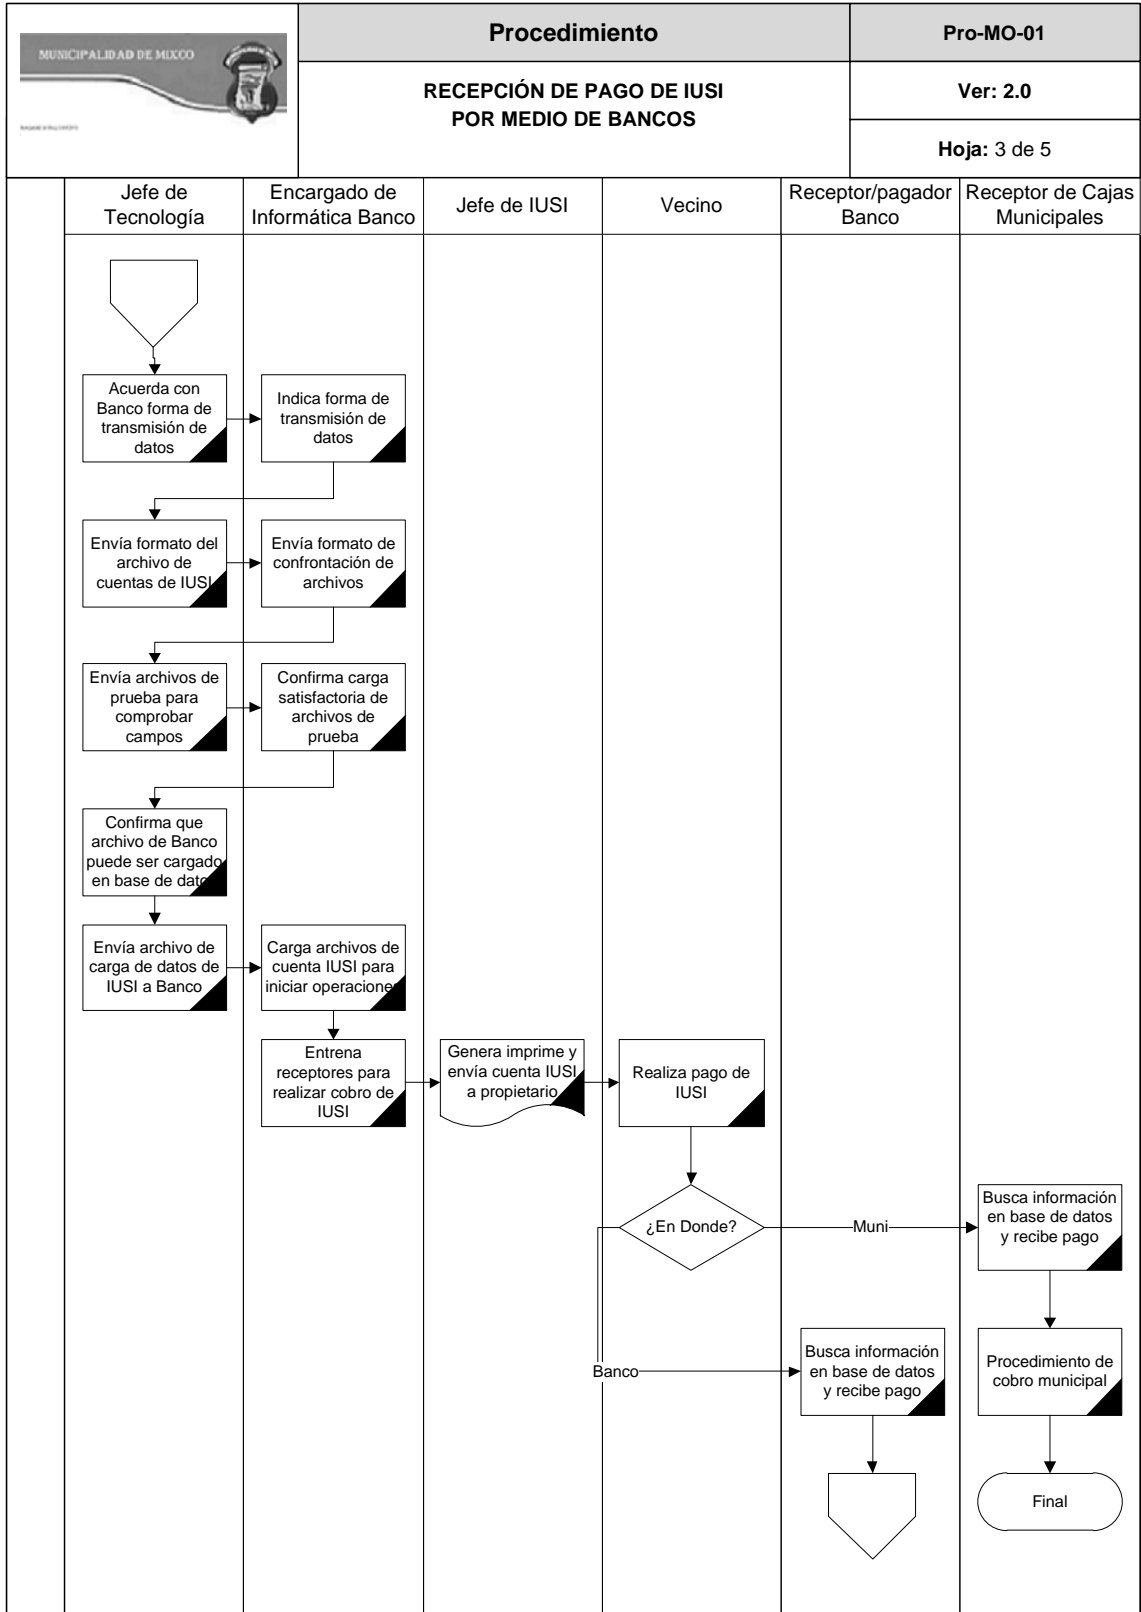 MUNICIPALIDAD DE MIXCO
Procedimiento
Pro-MO-01
RECEPCIÓN DE PAGO DE IUSI
POR MEDIO DE BANCOS
Ver: 2.0
Hoja: 3 de 5
Jefe de
Tecnología
Encargado de
Informática Banco
Jefe de IUSI
Vecino
Receptor/pagador
Banco
Receptor de Cajas
Municipales
Acuerda con
Banco forma de
transmisión de
datos
Indica forma de
transmisión de
datos
Envía formato del
archivo de
cuentas de IUSI
Envía formato de
confrontación de
archivos
Envía archivos de
prueba para
comprobar
campos
Confirma carga
satisfactoria de
archivos de
prueba
Confirma que
archivo de Banco
puede ser cargado
en base de datos
Envía archivo de
carga de datos de
IUSI a Banco
Carga archivos de
cuenta IUSI para
iniciar operaciones
Entrena
receptores para
realizar cobro de
IUSI
Genera imprime y
envía cuenta IUSI
a propietario
Realiza pago de
IUSI
¿En Donde?
Muni
Busca información
en base de datos
y recibe pago
Banco
Busca información
en base de datos
y recibe pago
Procedimiento de
cobro municipal
Final